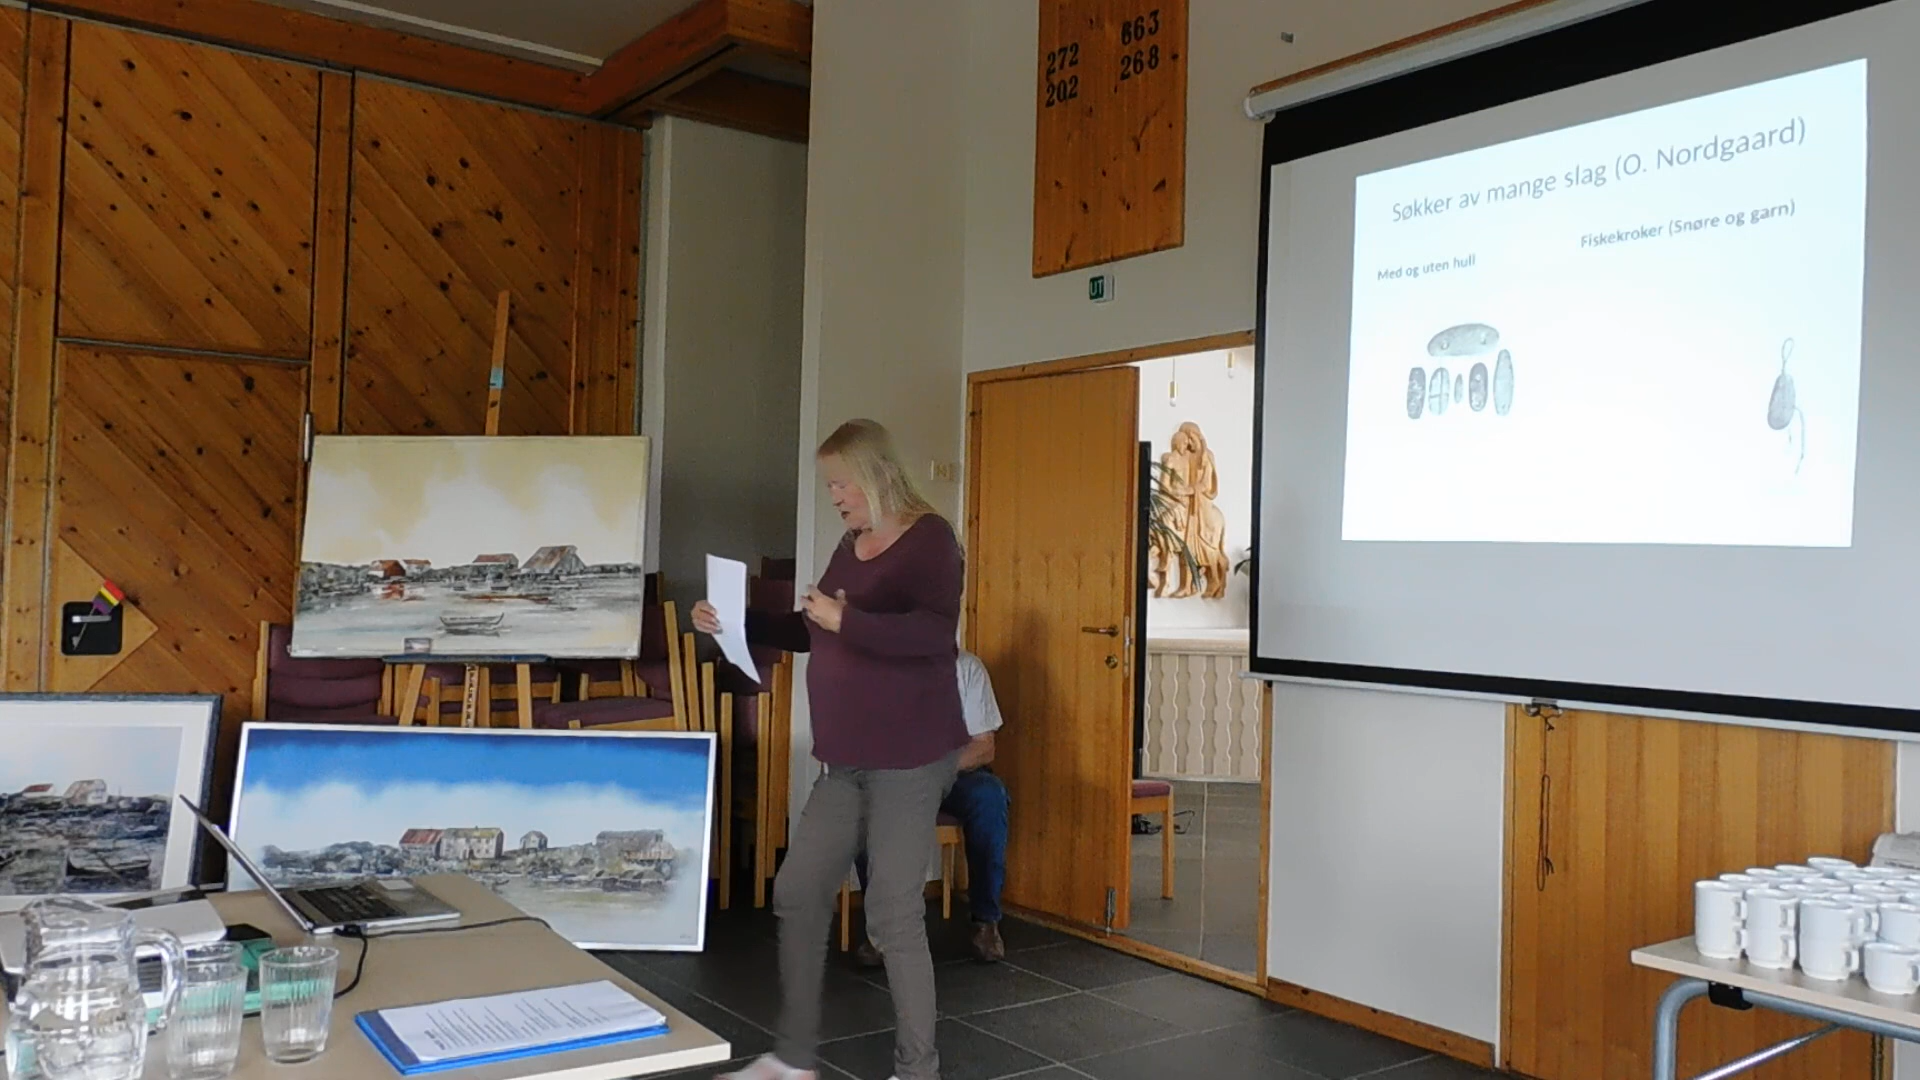 272
202
663
268
UT
Søkker av mange slag (O. Nordgaard)
Med og uten hull
Fiskekroker (Snøre og garn)